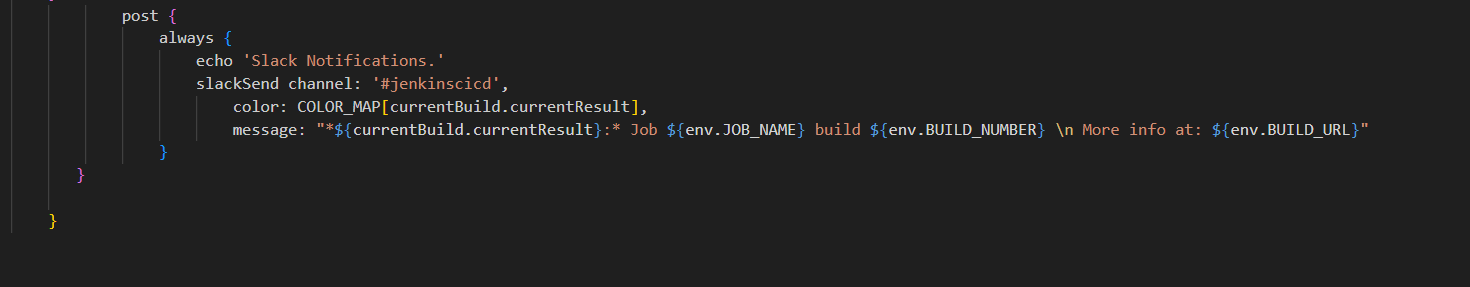 post {
always {
echo 'Slack Notifications.'
slackSend channel: '#jenkinscicd',
color: COLOR_MAP[currentBuild.currentResult],
message: "*${currentBuild.currentResult}:* Job ${env.JOB_NAME} build ${env.BUILD_NUMBER} \n More info at: ${env.BUILD_URL}"
}
}
}